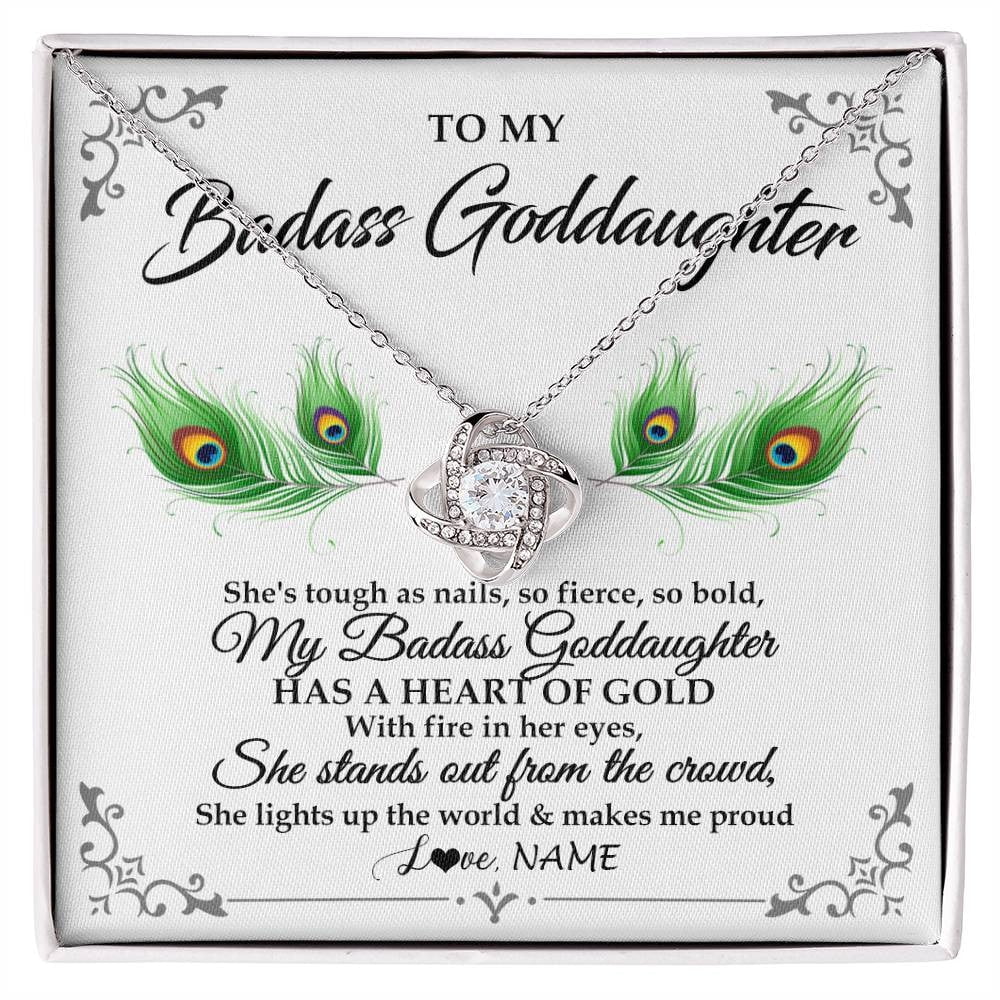 TO MY
Badass Goddaughter
She's tough as nails, so fierce, so bold,
My Badass Goddaughter
HAS A HEART OF GOLD
With fire in her eyes,
She stands out from the crowd,
She lights up the world & makes me proud
Love, NAME